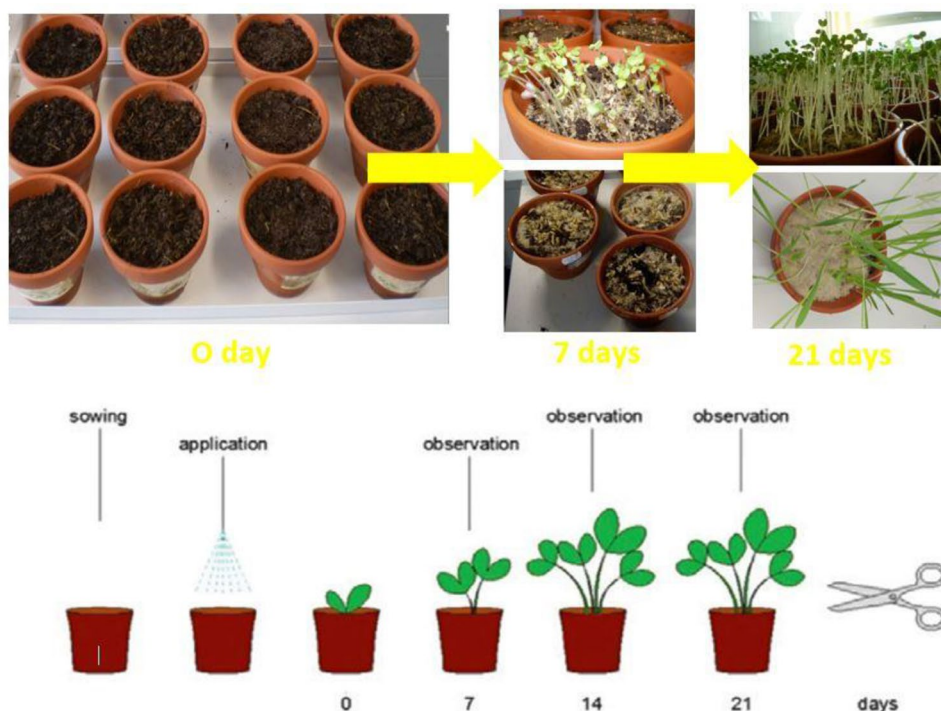 O day
7 days
21 days
sowing
application
observation
observation
observation
0
7
14
21
days